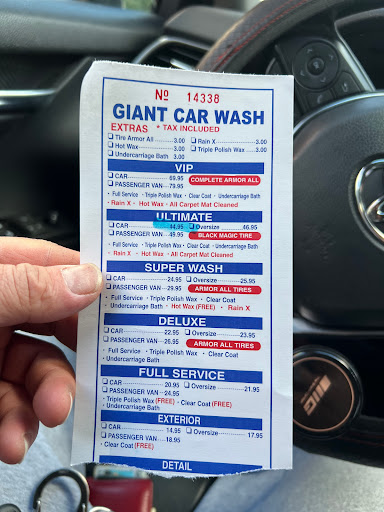 Nº 14338
GIANT CAR WASH
EXTRAS * TAX INCLUDED
Tire Armor All 3.00 Rain X 3.00
Hot Wax 3.00 Triple Polish Wax 3.00
Undercarriage Bath 3.00
VIP
CAR 69.95 COMPLETE ARMOR ALL
PASSENGER VAN 79.95
· Full Service · Triple Polish Wax · Clear Coat · Undercarriage Bath
· Rain X · Hot Wax · All Carpet Mat Cleaned
ULTIMATE
CAR 44.95 Oversize 46.95
PASSENGER VAN 49.95 BLACK MAGIC TIRE
· Full Service · Triple Polish Wax · Clear Coat · Undercarriage Bath
· Rain X · Hot Wax · All Carpet Mat Cleaned
SUPER WASH
CAR 24.95 Oversize 25.95
PASSENGER VAN 29.95 ARMOR ALL TIRES
· Full Service · Triple Polish Wax · Clear Coat
· Undercarriage Bath · Hot Wax (FREE) · Rain X
DELUXE
CAR 22.95 Oversize 23.95
PASSENGER VAN 26.95 ARMOR ALL TIRES
· Full Service · Triple Polish Wax · Clear Coat
· Undercarriage Bath
FULL SERVICE
CAR 20.95 Oversize 21.95
PASSENGER VAN 24.95
· Triple Polish Wax (FREE) · Clear Coat (FREE)
· Undercarriage Bath
EXTERIOR
CAR 14.95 Oversize 17.95
PASSENGER VAN 18.95
· Clear Coat (FREE)
DETAIL